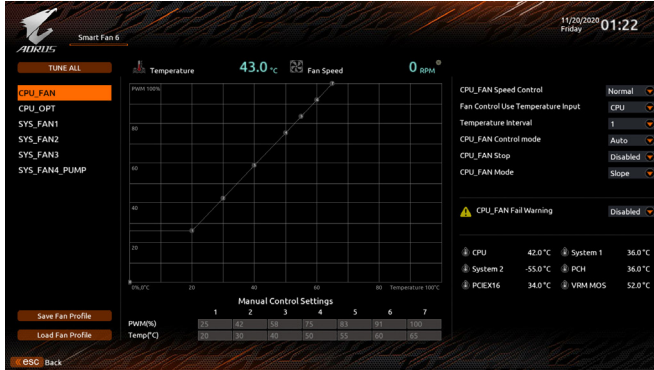 AORUS
Smart Fan 6
11/20/2020
Friday
01:22
TUNE ALL
Temperature 43.0 °C Fan Speed 0 RPM
CPU_FAN
CPU_OPT
SYS_FAN1
SYS_FAN2
SYS_FAN3
SYS_FAN4_PUMP
PWM 100%
80
60
40
20
0%,0°C 20 40 60 80 Temperature 100°C
CPU_FAN Speed Control Normal
Fan Control Use Temperature Input CPU
Temperature Interval 1
CPU_FAN Control mode Auto
CPU_FAN Stop Disabled
CPU_FAN Mode Slope
CPU_FAN Fail Warning Disabled
CPU 42.0°C System 1 36.0°C
System 2 -55.0°C PCH 36.0°C
PCIEX16 34.0°C VRM MOS 52.0°C
Manual Control Settings
1 2 3 4 5 6 7
PWM(%) 25 42 58 75 83 91 100
Temp(°C) 20 30 40 50 55 60 65
Save Fan Profile
Load Fan Profile
esc Back